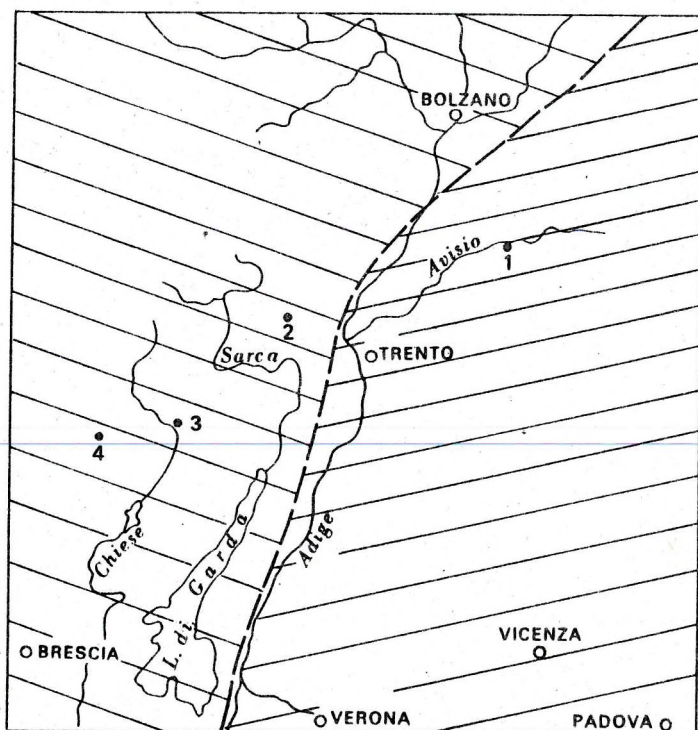 BOLZANO
Avisio
1
2
TRENTO
Sarca
3
4
Adige
Chiese
L. di Garda
VICENZA
BRESCIA
VERONA
PADOVA